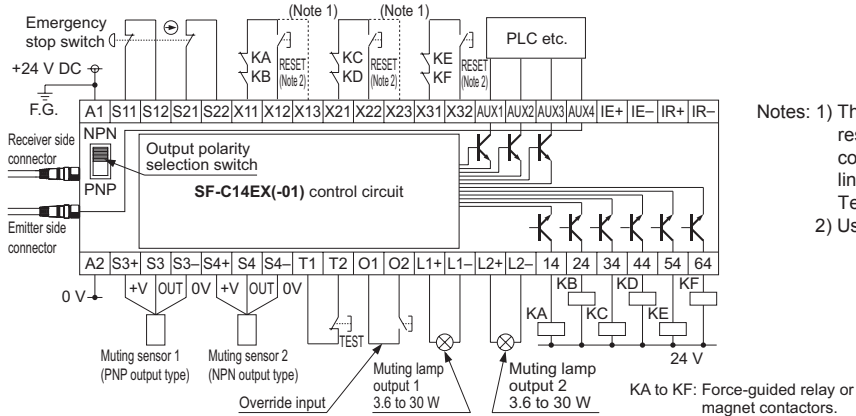 Emergency
stop switch
(Note 1)
(Note 1)
KA
KB
RESET
(Note 2)
KC
KD
RESET
(Note 2)
KE
KF
RESET
(Note 2)
PLC etc.
+24 V DC
F.G.
A1 S11 S12 S21 S22 X11 X12 X13 X21 X22 X23 X31 X32 AUX1 AUX2 AUX3 AUX4 IE+ IE– IR+ IR–
Receiver side
connector
NPN
PNP
Output polarity
selection switch
SF-C14EX(-01) control circuit
Emitter side
connector
A2 S3+ S3 S3– S4+ S4 S4– T1 T2 O1 O2 L1+ L1– L2+ L2– 14 24 34 44 54 64
0 V
+V OUT 0V
+V OUT 0V
TEST
KA
KB
KC
KD
KE
KF
24 V
Muting sensor 1
(PNP output type)
Muting sensor 2
(NPN output type)
Override input
Muting lamp
output 1
3.6 to 30 W
Muting lamp
output 2
3.6 to 30 W
KA to KF: Force-guided relay or
magnet contactors.
Notes: 1) Th
res
co
lin
Te
2) Us